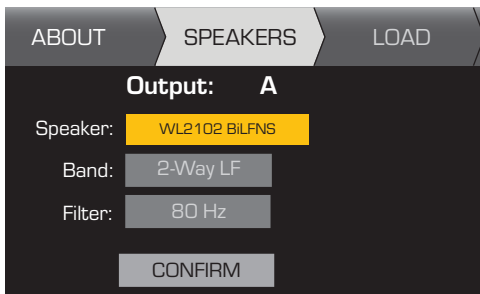 ABOUT SPEAKERS LOAD
Output: A
Speaker: WL2102 BiLFNS
Band: 2-Way LF
Filter: 80 Hz
CONFIRM